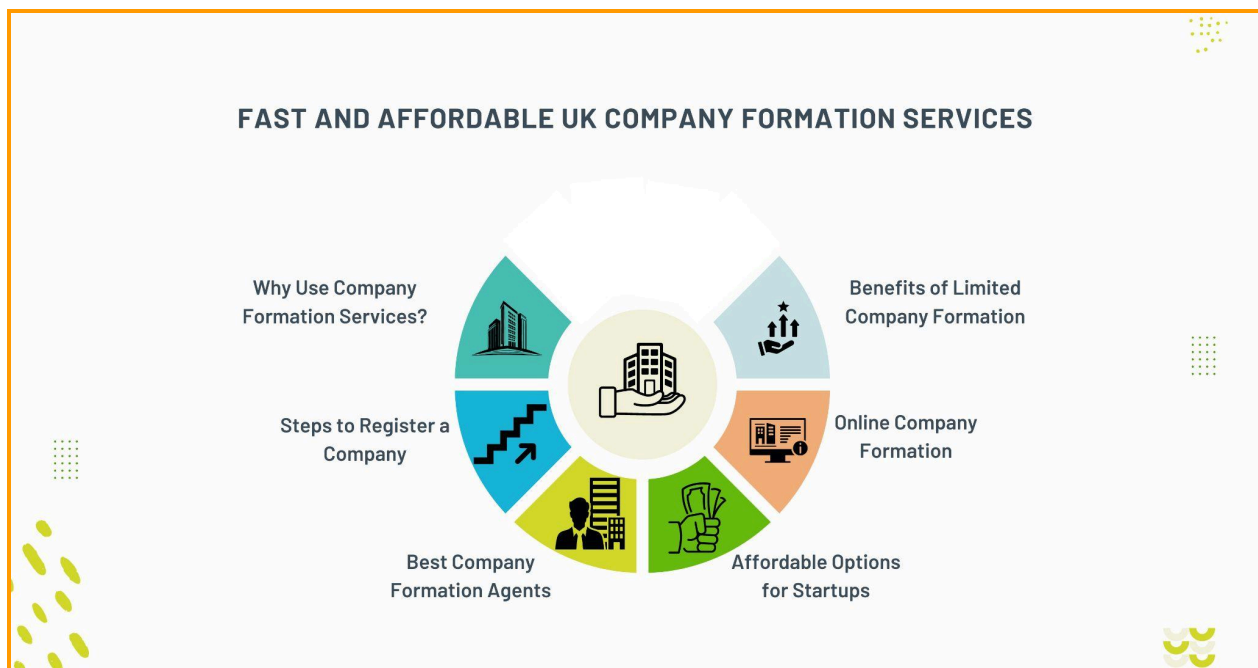 FAST AND AFFORDABLE UK COMPANY FORMATION SERVICES
Why Use Company
Formation Services?
Steps to Register a
Company
Best Company
Formation Agents
Affordable Options
for Startups
Online Company
Formation
Benefits of Limited
Company Formation